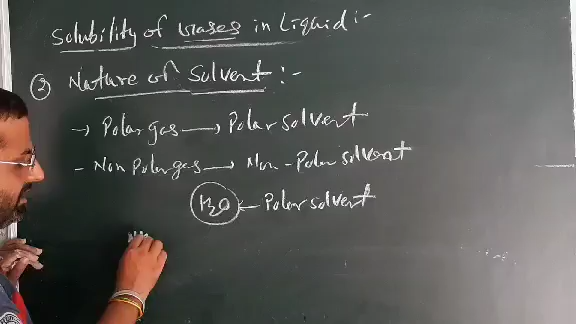 Solubility of Gases in Liquid :-
② Nature of Solvent :-
→ Polar gas → Polar solvent
- Non Polar gas → Non-Polar solvent
H₂O ← Polar solvent